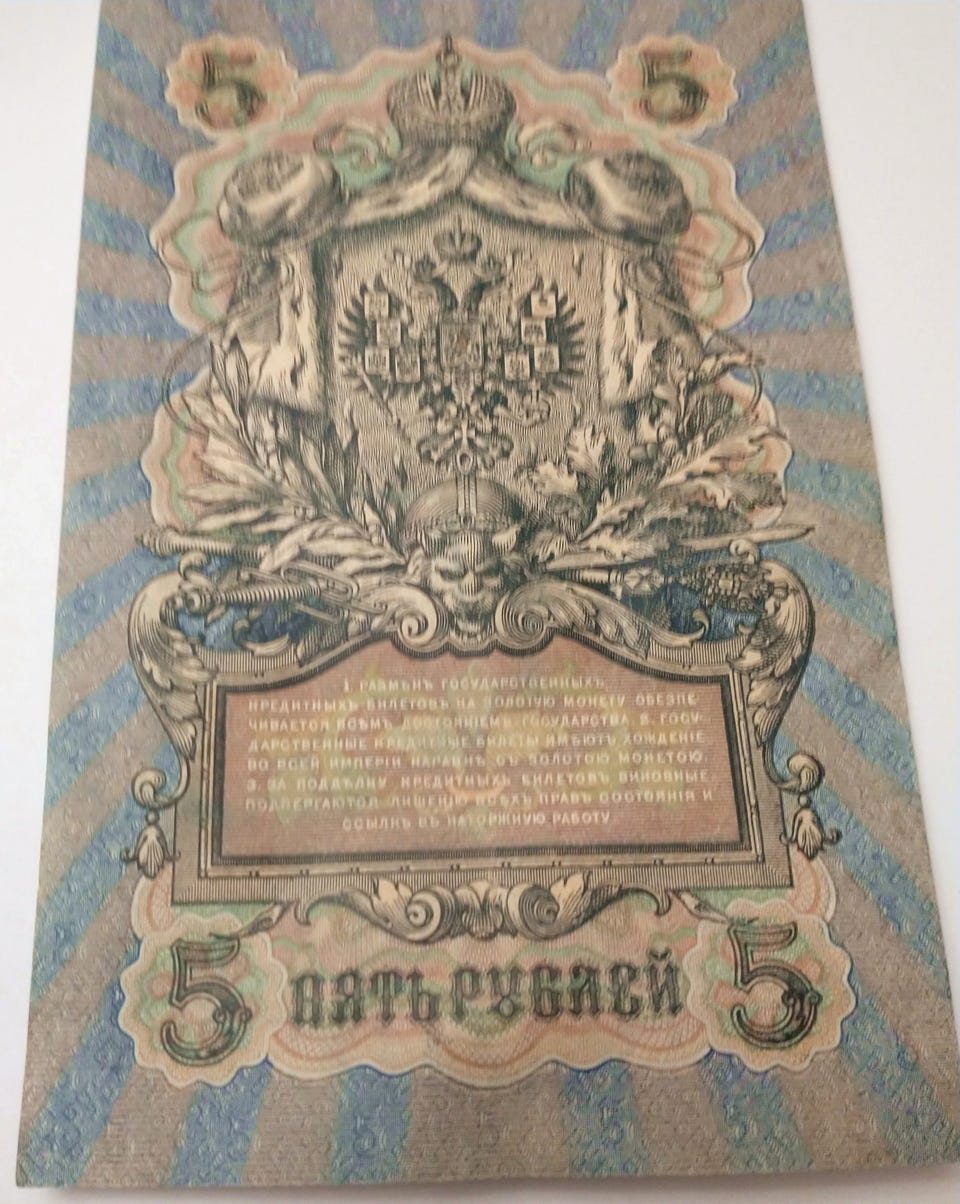 5 5
1. РАЗМѢНЪ ГОСУДАРСТВЕННЫХЪ
КРЕДИТНЫХЪ БИЛЕТОВЪ НА ЗОЛОТУЮ МОНЕТУ ОБЕЗПЕ-
ЧИВАЕТСЯ ВСѢМЪ ДОСТОЯНІЕМЪ ГОСУДАРСТВА. 2. ГОСУ-
ДАРСТВЕННЫЕ КРЕДИТНЫЕ БИЛЕТЫ ИМѢЮТЪ ХОЖДЕНІЕ
ВО ВСЕЙ ИМПЕРІИ НАРАВНѢ СЪ ЗОЛОТОЮ МОНЕТОЮ.
3. ЗА ПОДДѢЛКУ КРЕДИТНЫХЪ БИЛЕТОВЪ ВИНОВНЫЕ
ПОДВЕРГАЮТСЯ ЛИШЕНІЮ ВСѢХЪ ПРАВЪ СОСТОЯНІЯ И
ССЫЛКѢ ВЪ КАТОРЖНУЮ РАБОТУ
5 ПЯТЬ РУБЛЕЙ 5